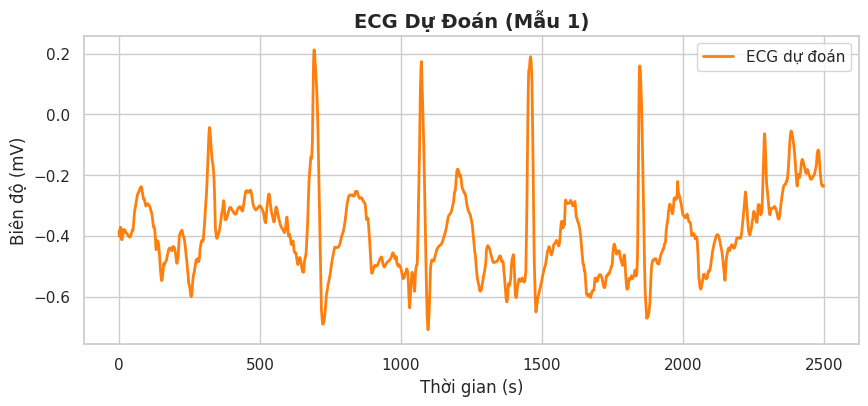 ECG Dự Đoán (Mẫu 1)
ECG dự đoán
Biên độ (mV)
0.2
0.0
−0.2
−0.4
−0.6
0 500 1000 1500 2000 2500
Thời gian (s)